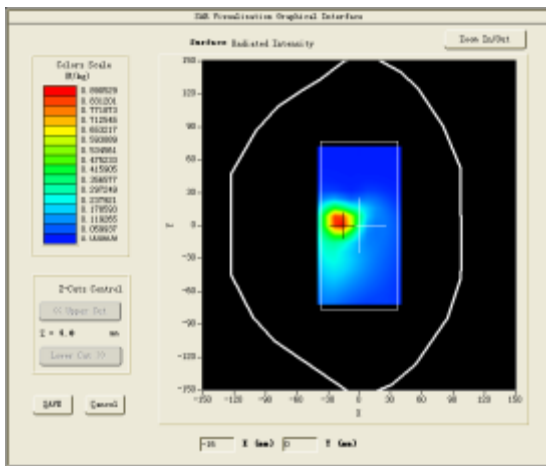 SAR Visualisation Graphical Interface
Surface Radiated Intensity
Zoom In/Out
Colors Scale
(W/kg)
0.890529
0.831201
0.771873
0.712545
0.653217
0.593889
0.534561
0.475233
0.415905
0.356577
0.297249
0.237921
0.178593
0.119265
0.059937
150
120
90
60
30
0
-30
-60
-90
-120
-150
Y
-150 -120 -90 -60 -30 0 30 60 90 120 150
X
Z-Cuts Control
<< Upper Cut
Z = 4.0 mm
Lower Cut >>
SAVE
Cancel
-15 X (mm) 0 Y (mm)